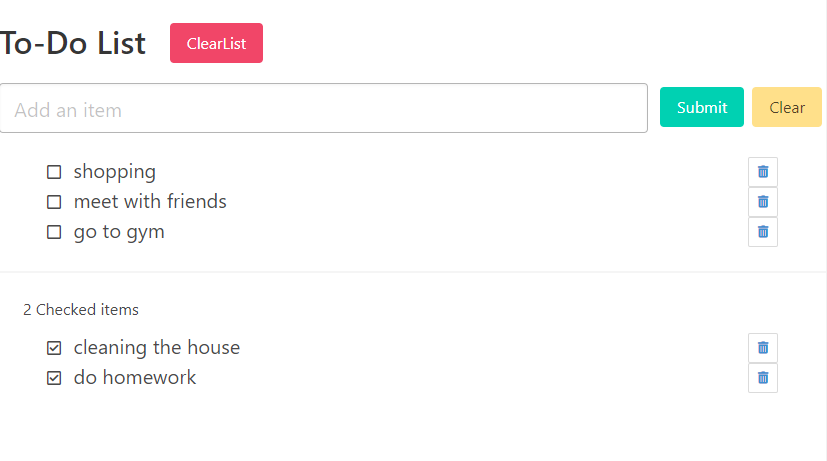 To-Do List ClearList
Add an item Submit Clear
shopping
meet with friends
go to gym
2 Checked items
cleaning the house
do homework